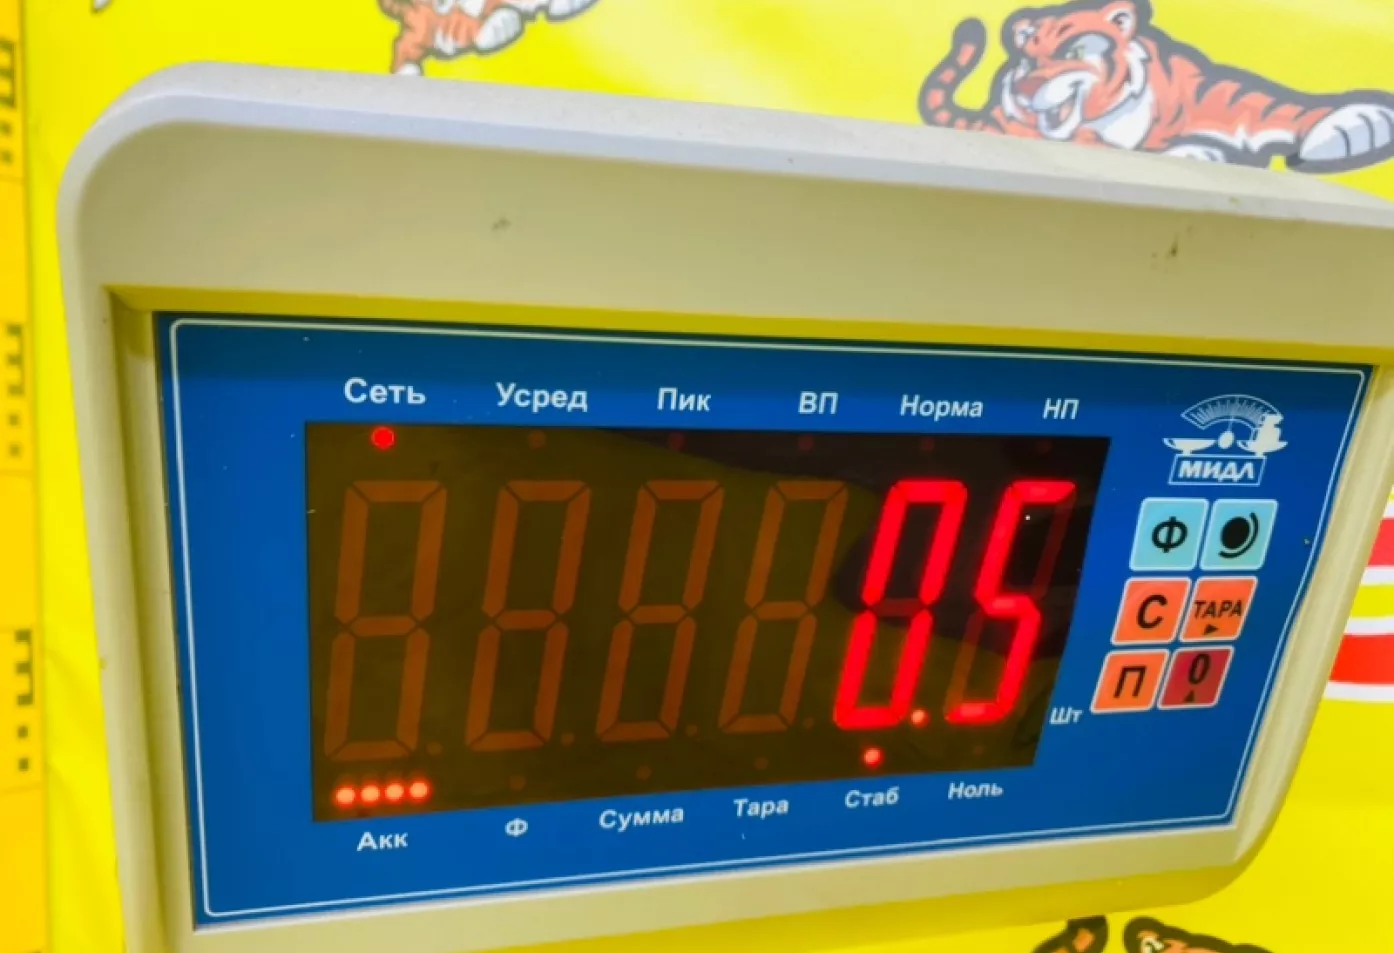 Сеть Усред Пик ВП Норма НП
МИДЛ
0.5
Ф
С ТАРА
П 0
Шт
Акк Ф Сумма Тара Стаб Ноль